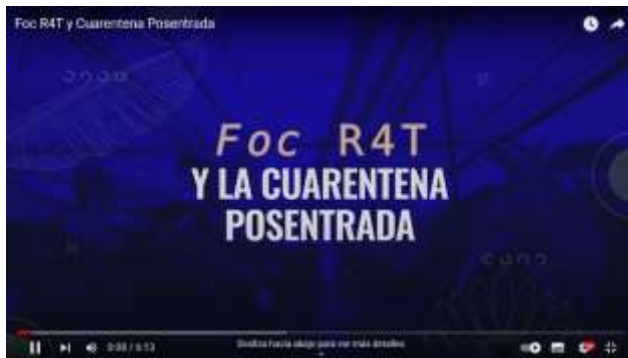 Foc R4T y Cuarentena Posentrada
Foc R4T
Y LA CUARENTENA
POSENTRADA
Desliza hacia abajo para ver más detalles